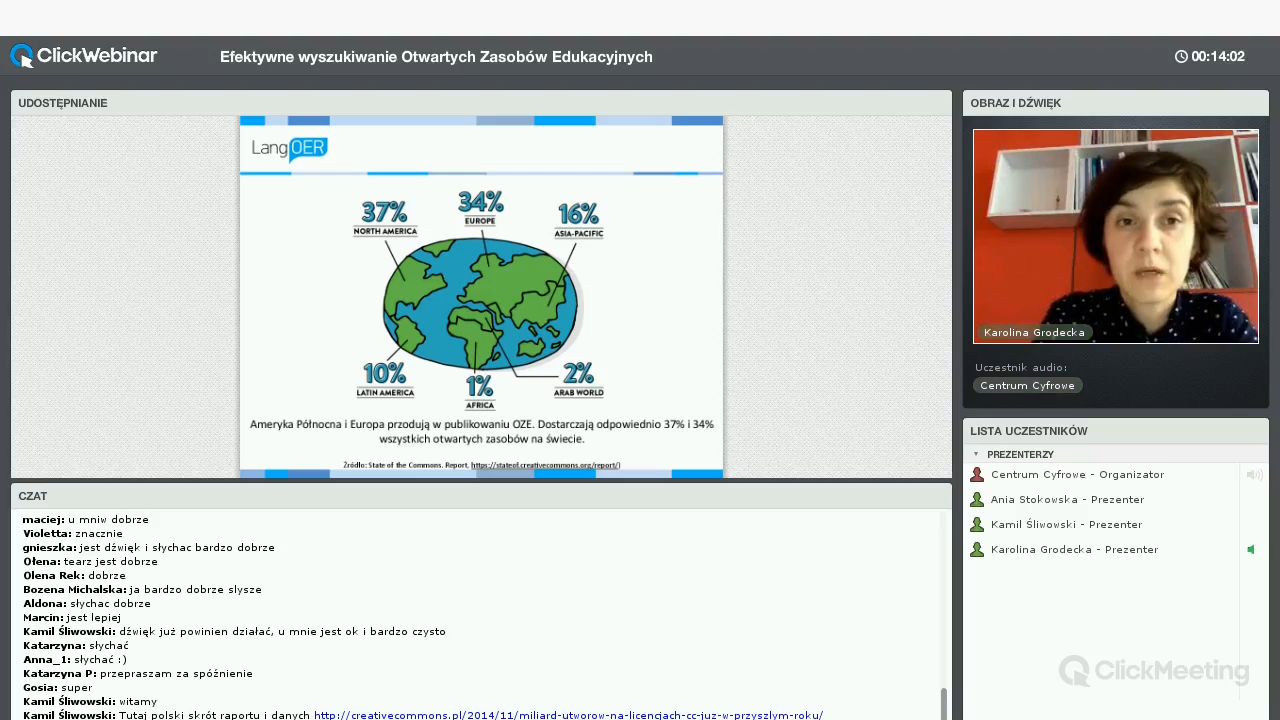 ClickWebinar
Efektywne wyszukiwanie Otwartych Zasobów Edukacyjnych
00:14:02
UDOSTĘPNIANIE
LangOER
37%
NORTH AMERICA
34%
EUROPE
16%
ASIA-PACIFIC
10%
LATIN AMERICA
1%
AFRICA
2%
ARAB WORLD
Ameryka Północna i Europa przodują w publikowaniu OZE. Dostarczają odpowiednio 37% i 34%
wszystkich otwartych zasobów na świecie.
Źródło: State of the Commons. Report, https://stateof.creativecommons.org/report/)
CZAT
maciej: u mniw dobrze
Violetta: znacznie
gnieszka: jest dźwięk i słychac bardzo dobrze
Ołena: tearz jest dobrze
Olena Rek: dobrze
Bozena Michalska: ja bardzo dobrze slysze
Aldona: słychac dobrze
Marcin: jest lepiej
Kamil Śliwowski: dźwięk już powinien działać, u mnie jest ok i bardzo czysto
Katarzyna: słychać
Anna_1: słychać :)
Katarzyna P: przepraszam za spóźnienie
Gosia: super
Kamil Śliwowski: witamy
Kamil Śliwowski: Tutaj polski skrót raportu i danych http://creativecommons.pl/2014/11/miliard-utworow-na-licencjach-cc-juz-w-przyszlym-roku/
OBRAZ I DŹWIĘK
Karolina Grodecka
Uczestnik audio:
Centrum Cyfrowe
LISTA UCZESTNIKÓW
PREZENTERZY
Centrum Cyfrowe - Organizator
Ania Stokowska - Prezenter
Kamil Śliwowski - Prezenter
Karolina Grodecka - Prezenter
ClickMeeting